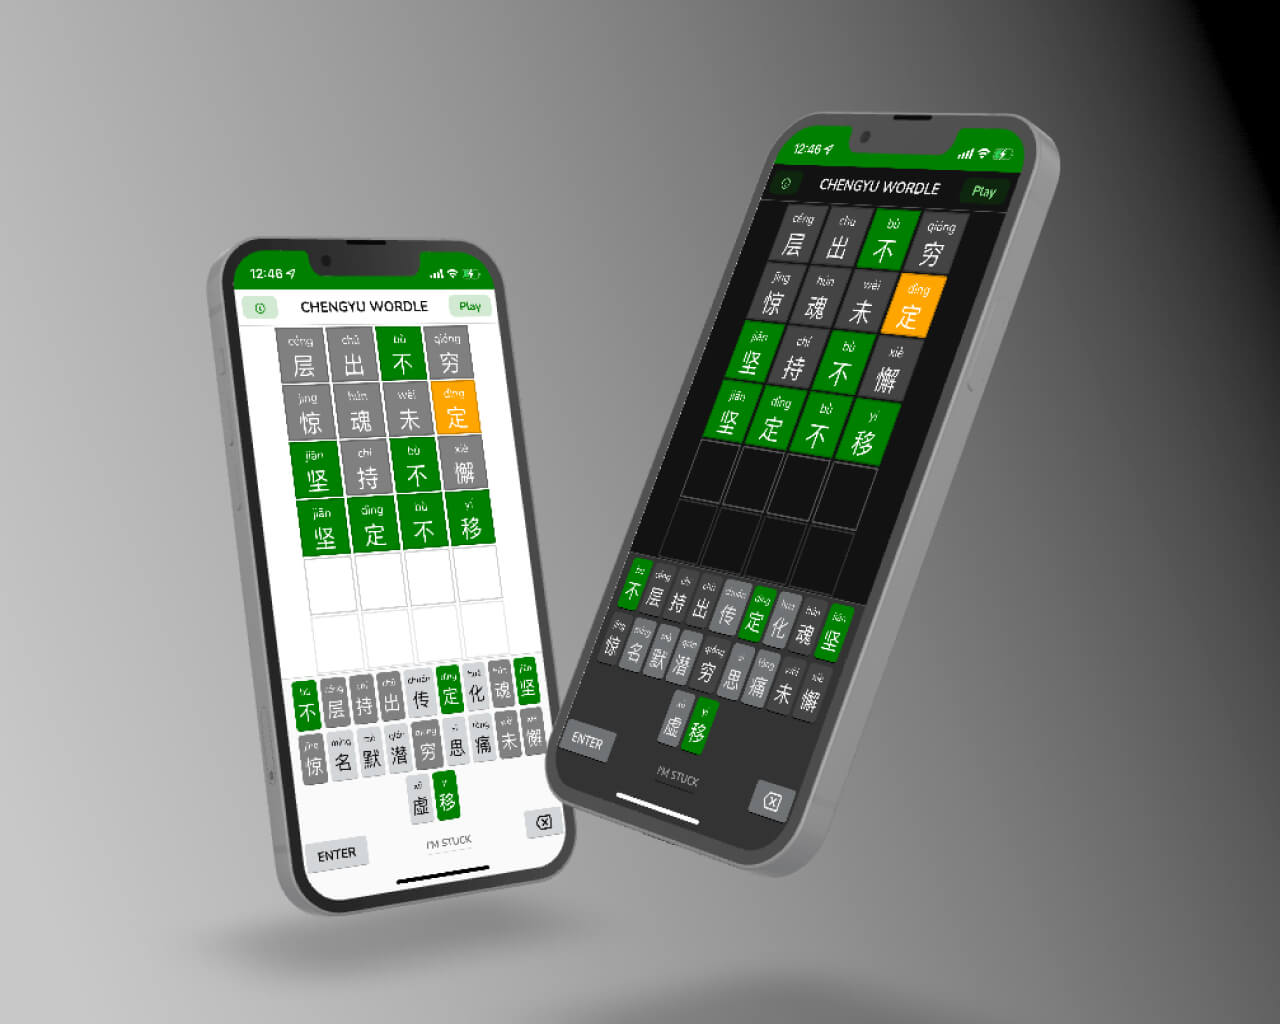 12:46
CHENGYU WORDLE Play
céng chū bù qióng
层 出 不 穷
jīng hún wèi dìng
惊 魂 未 定
jiān chí bù xiè
坚 持 不 懈
jiān dìng bù yí
坚 定 不 移
bù céng chí chū chuán dìng huà hún jiān
不 层 持 出 传 定 化 魂 坚
jīng míng mò qián qióng sī tòng wèi xiè
惊 名 默 潜 穷 思 痛 未 懈
xū yí
虚 移
ENTER I'M STUCK
12:46
CHENGYU WORDLE Play
céng chū bù qióng
层 出 不 穷
jīng hún wèi dìng
惊 魂 未 定
jiān chí bù xiè
坚 持 不 懈
jiān dìng bù yí
坚 定 不 移
bù céng chí chū chuán dìng huà hún jiān
不 层 持 出 传 定 化 魂 坚
jīng míng mò qián qióng sī tòng wèi xiè
惊 名 默 潜 穷 思 痛 未 懈
xū yí
虚 移
ENTER I'M STUCK